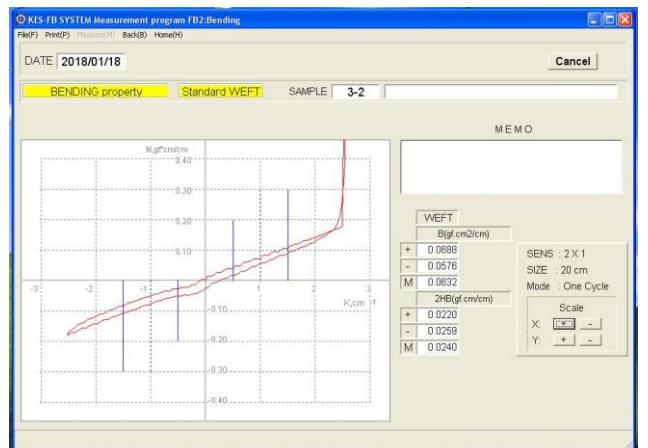 KES-FB SYSTEM Measurement program FB2:Bending
File(F) Print(P) Measure(M) Back(B) Home(H)
DATE 2018/01/18
Cancel
BENDING property Standard WEFT SAMPLE 3-2
MEMO
M,gf*cm/cm
0.40
0.30
0.20
0.10
-3 -2 -1 1 2 3
K,cm-1
-0.10
-0.20
-0.30
-0.40
WEFT
B(gf.cm2/cm)
+ 0.0688
- 0.0576
M 0.0632
2HB(gf.cm/cm)
+ 0.0220
- 0.0259
M 0.0240
SENS : 2 X 1
SIZE : 20 cm
Mode : One Cycle
Scale
X: + -
Y: + -